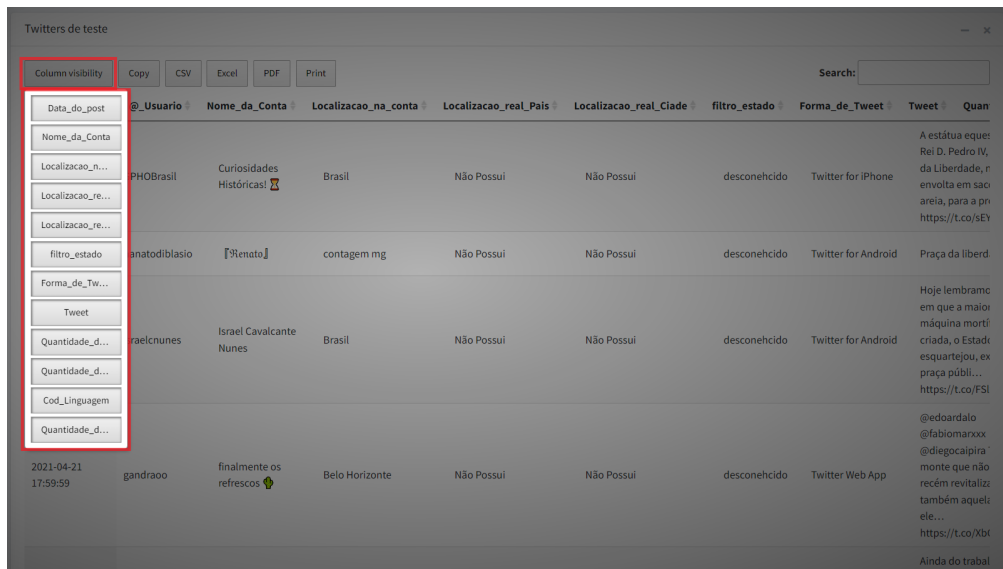 Twitters de teste
Column visibility Copy CSV Excel PDF Print Search:
@_Usuario Nome_da_Conta Localizacao_na_conta Localizacao_real_Pais Localizacao_real_Ciade filtro_estado Forma_de_Tweet Tweet Quan
Data_do_post
Nome_da_Conta
Localizacao_n...
Localizacao_re...
Localizacao_re...
filtro_estado
Forma_de_Tw...
Tweet
Quantidade_d...
Quantidade_d...
Cod_Linguagem
Quantidade_d...
PHOBrasil
Curiosidades
Históricas! ⌛
Brasil
Não Possui
Não Possui
desconehcido
Twitter for iPhone
A estátua eques
Rei D. Pedro IV,
da Liberdade, n
envolta em sac
areia, para a pr
https://t.co/sEY
anatodiblasio
『Renato』
contagem mg
Não Possui
Não Possui
desconehcido
Twitter for Android
Praça da liberd
raelcnunes
Israel Cavalcante
Nunes
Brasil
Não Possui
Não Possui
desconehcido
Twitter for Android
Hoje lembramo
em que a maior
máquina morti
criada, o Estado
esquartejou, ex
praça públi...
https://t.co/FSl
2021-04-21
17:59:59
gandraoo
finalmente os
refrescos 🌵
Belo Horizonte
Não Possui
Não Possui
desconehcido
Twitter Web App
@edoardalo
@fabiomarxxx
@diegocaipira
monte que não
recém revitaliza
também aquela
ele...
https://t.co/Xb
Ainda do trabal